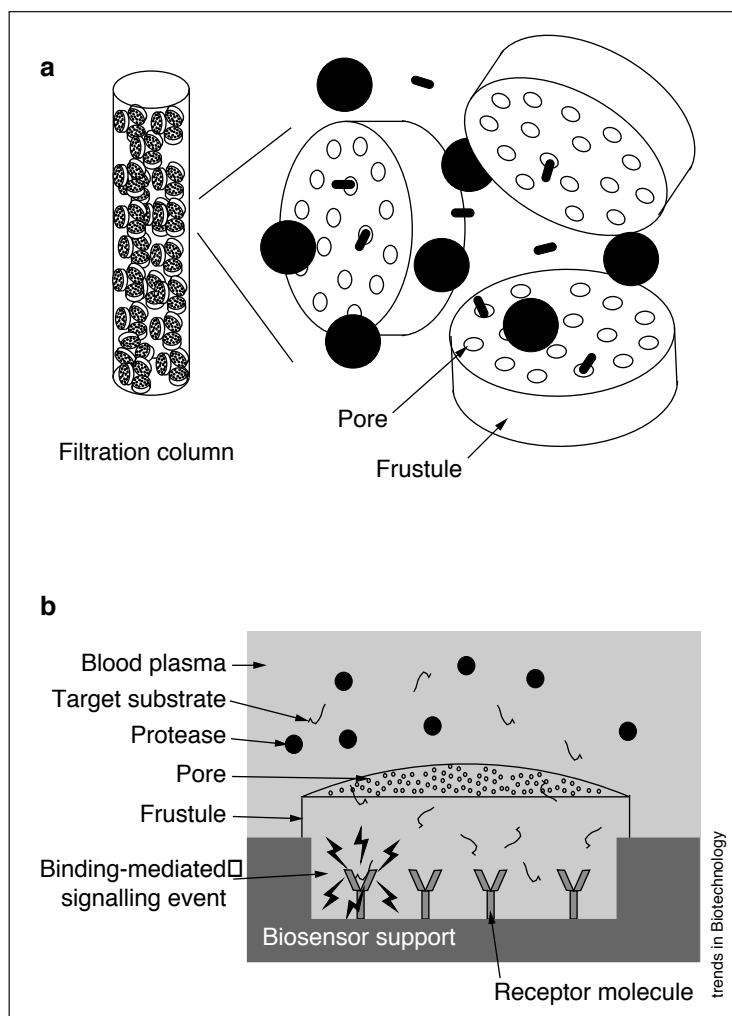 a
Pore
Filtration column
Frustule
b
Blood plasma
Target substrate
Protease
Pore
Frustule
Binding-mediated□
signalling event
Biosensor support
Receptor molecule
trends in Biotechnology